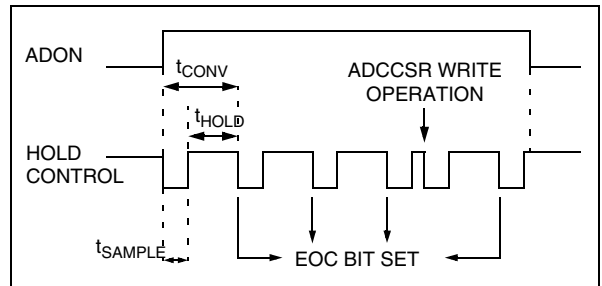 ADON
tCONV
ADCCSR WRITE
OPERATION
tHOLD
HOLD
CONTROL
tSAMPLE
EOC BIT SET